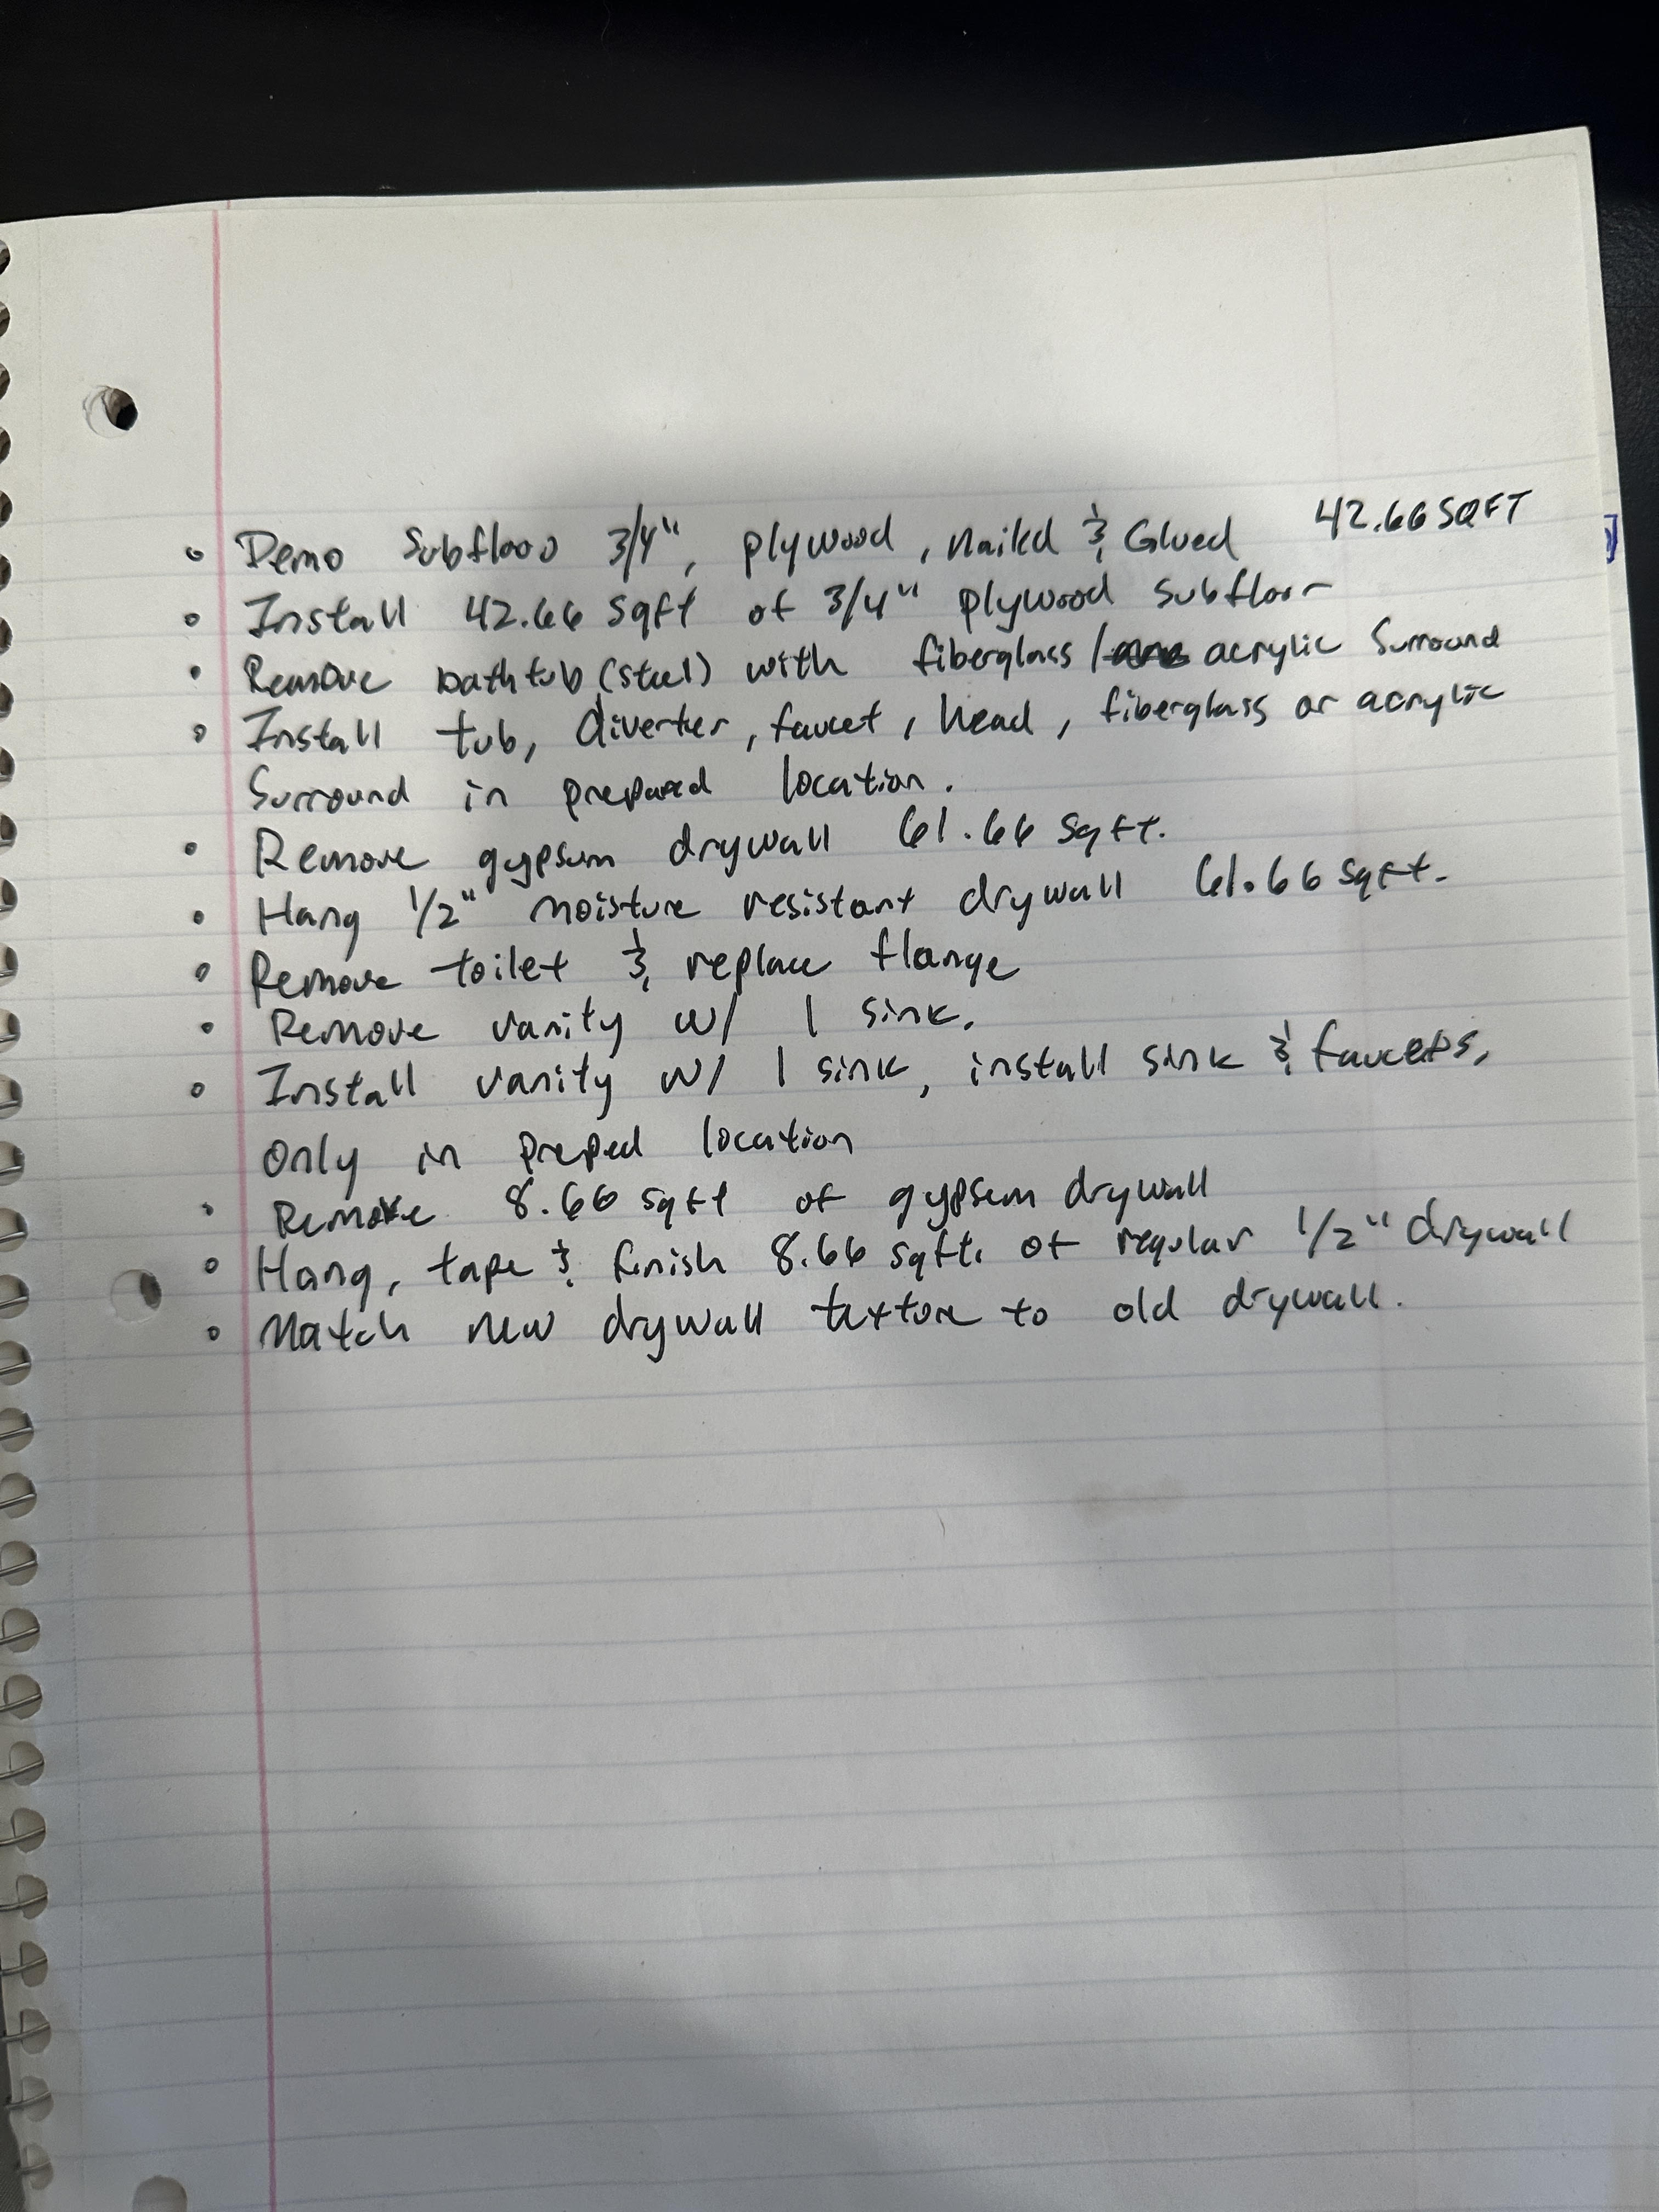 • Demo Subfloor 3/4", plywood, nailed & Glued 42.66 SQFT
• Install 42.66 Sqft of 3/4" plywood subfloor
• Remove bathtub (steel) with fiberglass / acrylic Surround
• Install tub, diverter, faucet, head, fiberglass or acrylic
Surround in prepared location.
• Remove gypsum drywall 61.66 Sqft.
• Hang 1/2" moisture resistant drywall 61.66 Sqft.
• Remove toilet & replace flange
• Remove vanity w/ 1 sink.
• Install vanity w/ 1 sink, install sink & faucets,
Only in preped location
• Remove 8.66 sqft of gypsum drywall
• Hang, tape & finish 8.66 sqft. of regular 1/2" drywall
• Match new drywall texture to old drywall.